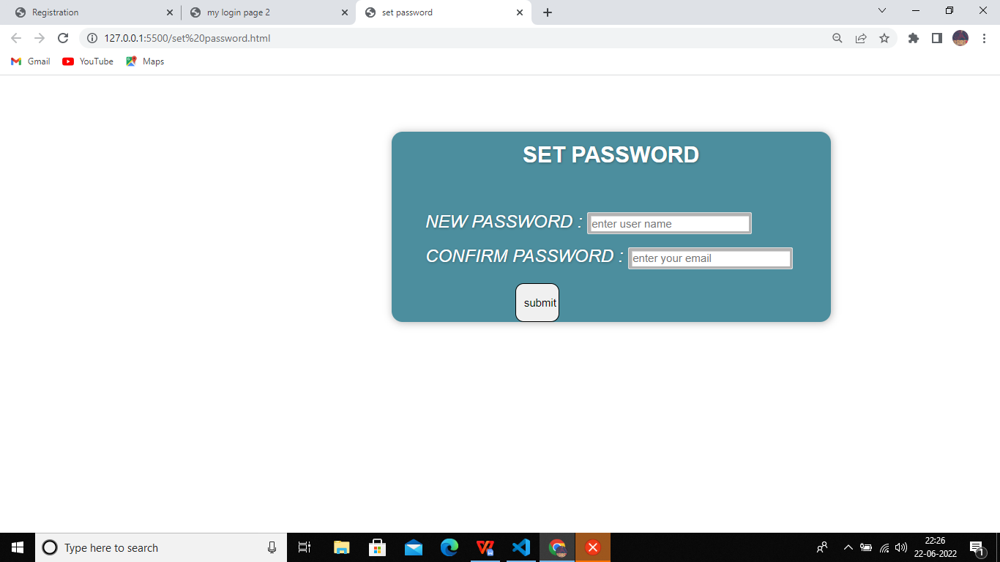 Registration
my login page 2
set password
127.0.0.1:5500/set%20password.html
Gmail
YouTube
Maps
SET PASSWORD
NEW PASSWORD : enter user name
CONFIRM PASSWORD : enter your email
submit
Type here to search
22:26
22-06-2022
1